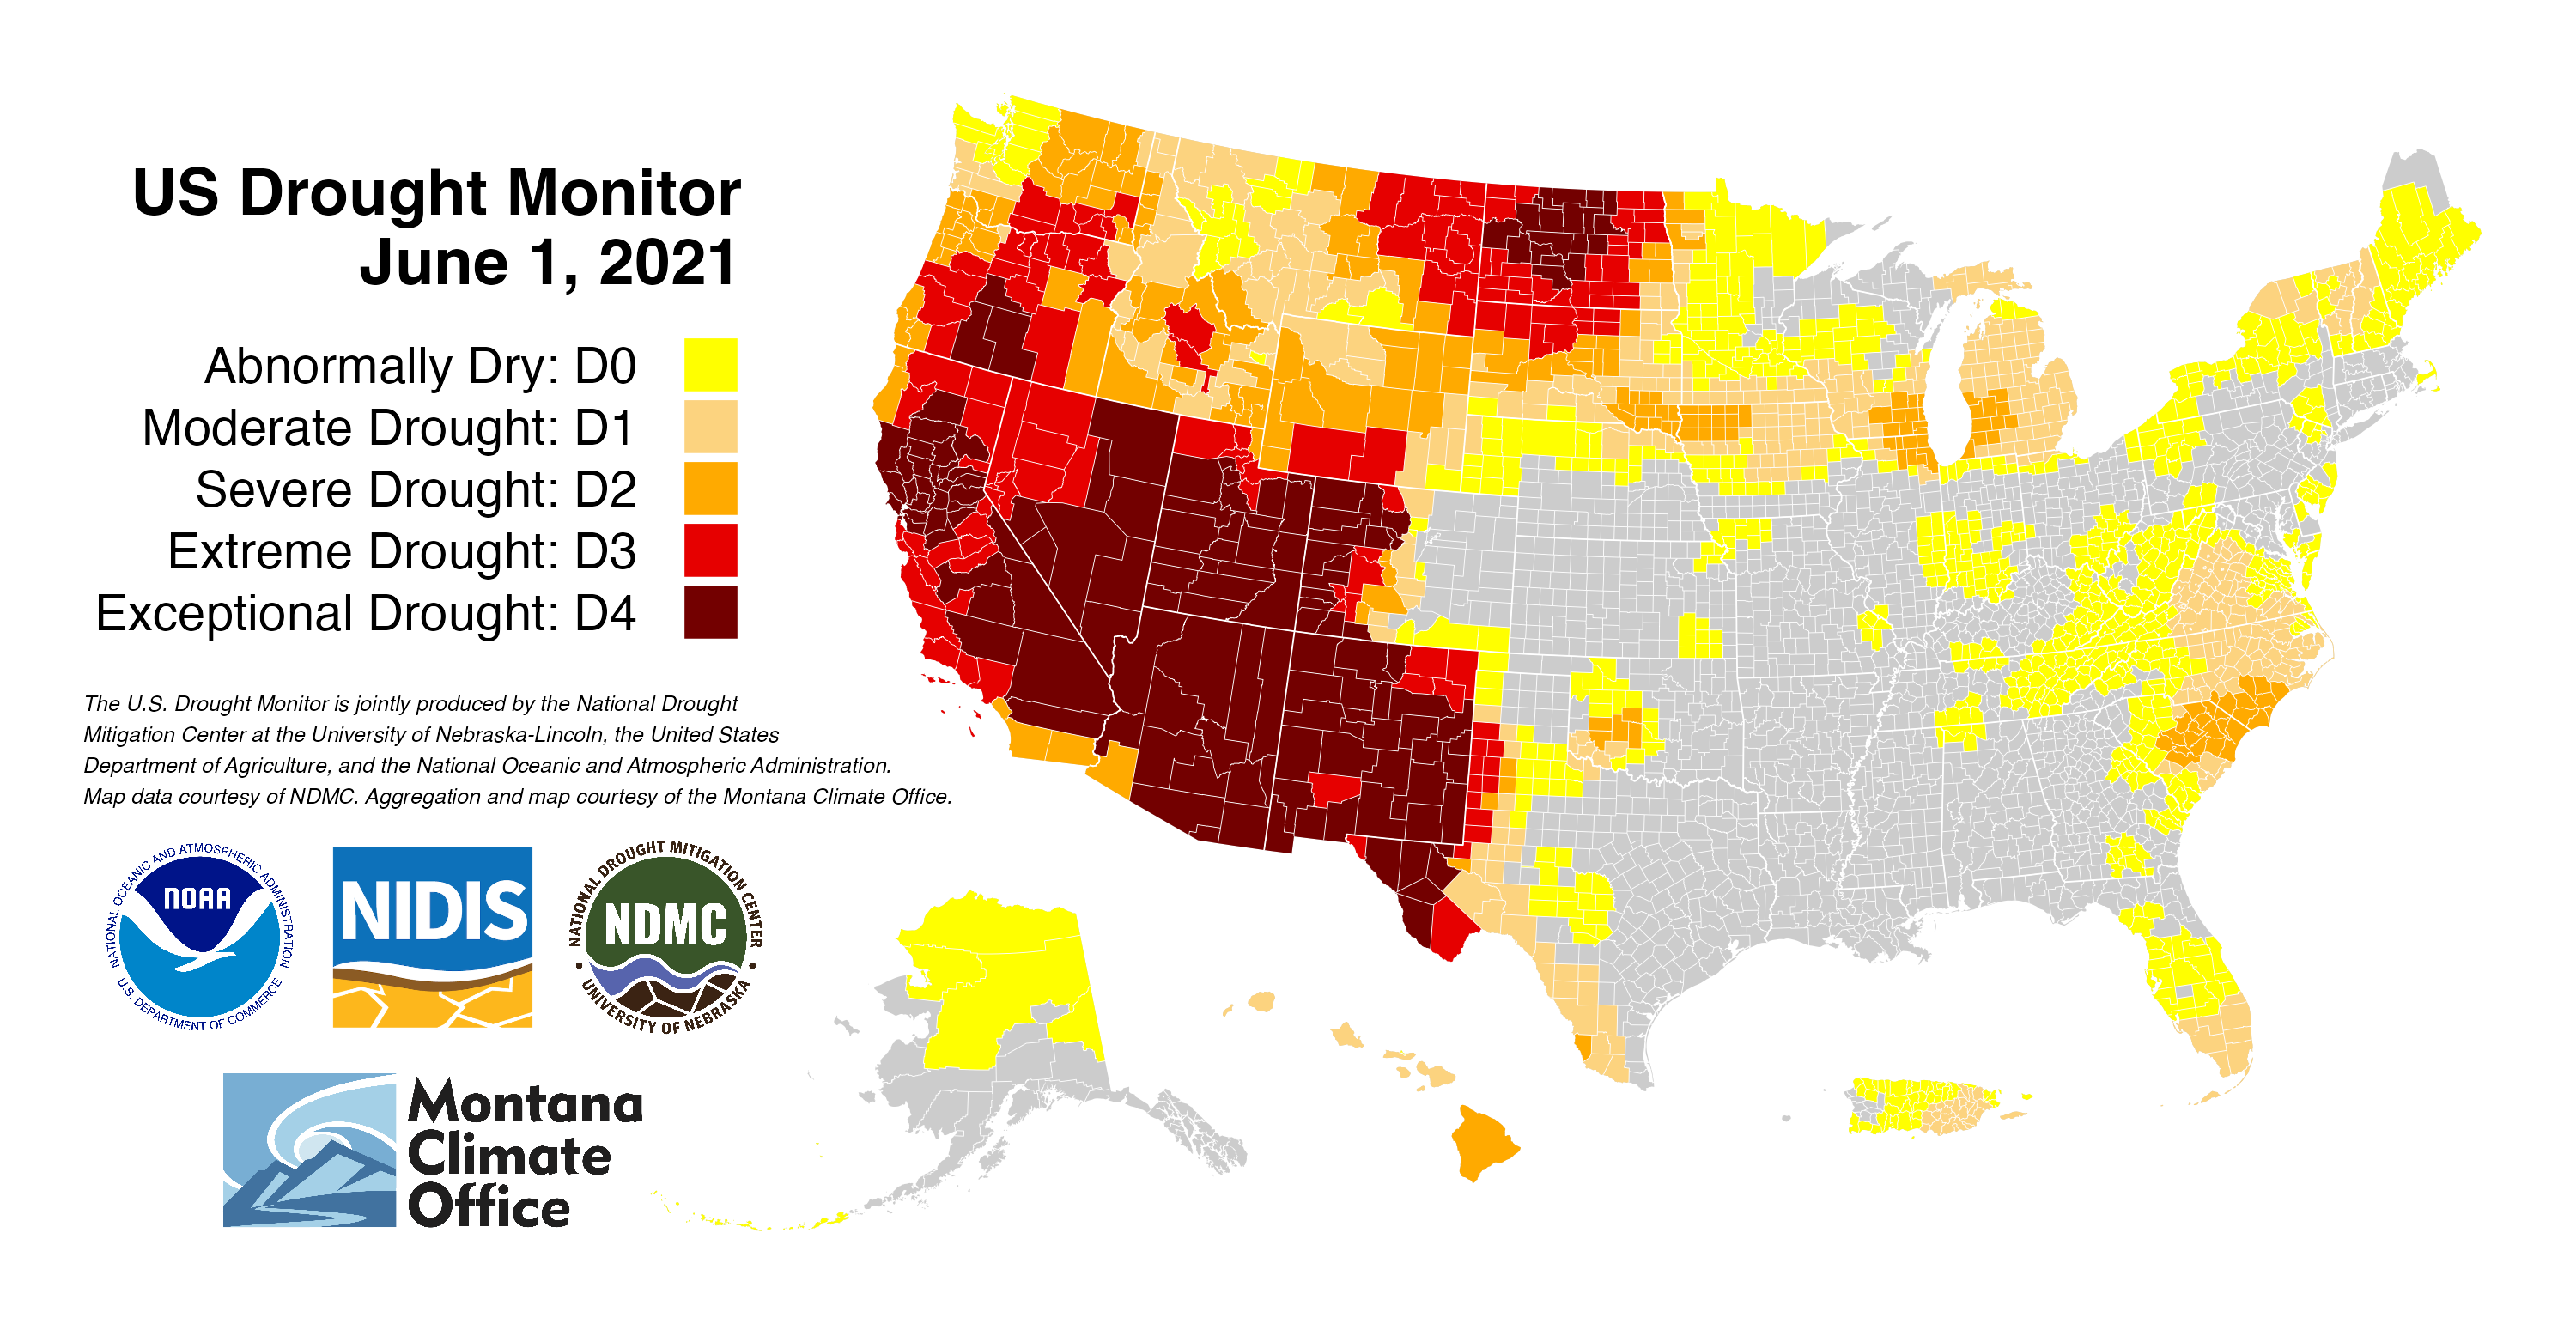 US Drought Monitor
June 1, 2021
Abnormally Dry: D0
Moderate Drought: D1
Severe Drought: D2
Extreme Drought: D3
Exceptional Drought: D4
The U.S. Drought Monitor is jointly produced by the National Drought
Mitigation Center at the University of Nebraska-Lincoln, the United States
Department of Agriculture, and the National Oceanic and Atmospheric Administration.
Map data courtesy of NDMC. Aggregation and map courtesy of the Montana Climate Office.
NATIONAL OCEANIC AND ATMOSPHERIC ADMINISTRATION
NOAA
U.S. DEPARTMENT OF COMMERCE
NIDIS
NATIONAL DROUGHT MITIGATION CENTER
NDMC
UNIVERSITY OF NEBRASKA
Montana
Climate
Office